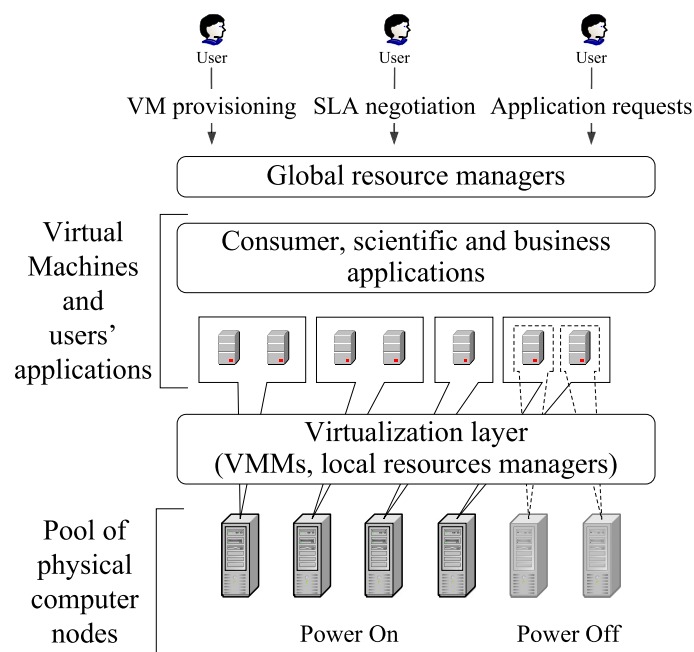 User
User
User
VM provisioning
SLA negotiation
Application requests
Global resource managers
Virtual
Machines
and
users’
applications
Consumer, scientific and business
applications
Virtualization layer
(VMMs, local resources managers)
Pool of
physical
computer
nodes
Power On
Power Off